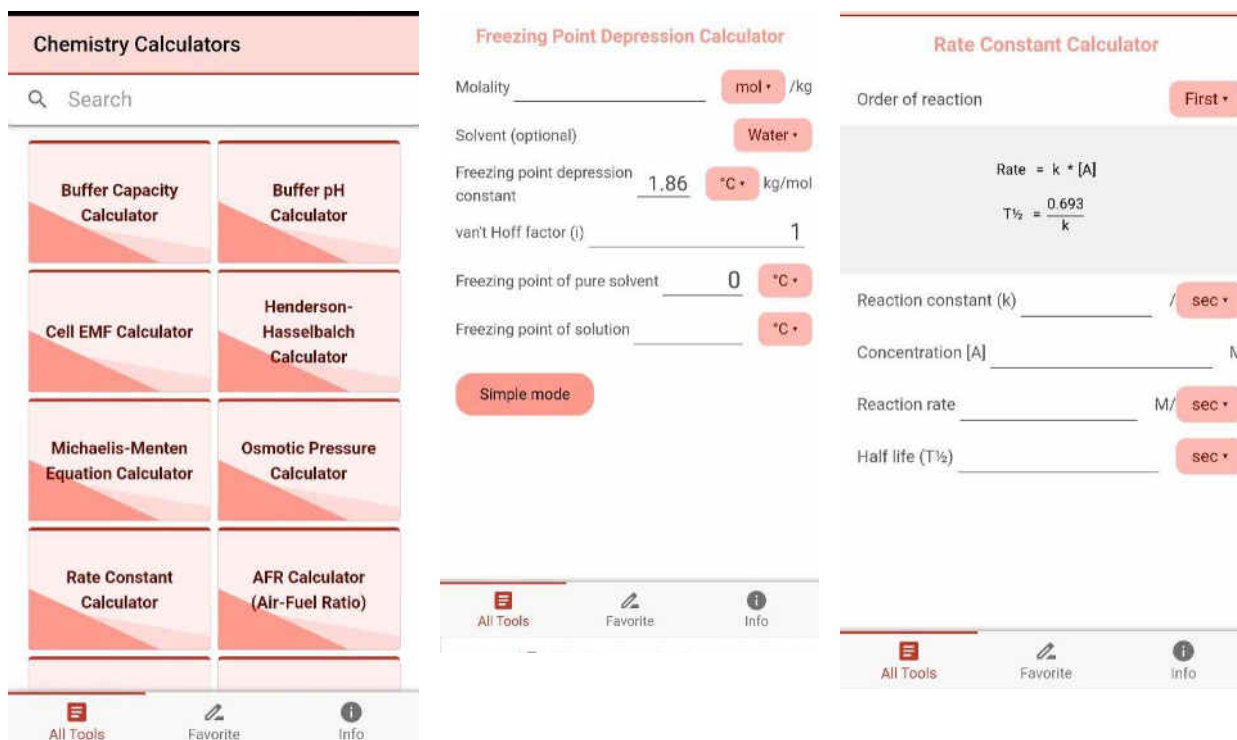 Chemistry Calculators
Search
Buffer Capacity
Calculator
Buffer pH
Calculator
Cell EMF Calculator
Henderson-
Hasselbalch
Calculator
Michaelis-Menten
Equation Calculator
Osmotic Pressure
Calculator
Rate Constant
Calculator
AFR Calculator
(Air-Fuel Ratio)
All Tools
Favorite
Info
Freezing Point Depression Calculator
Molality mol /kg
Solvent (optional) Water
Freezing point depression
constant 1.86 °C kg/mol
van't Hoff factor (i) 1
Freezing point of pure solvent 0 °C
Freezing point of solution °C
Simple mode
All Tools
Favorite
Info
Rate Constant Calculator
Order of reaction First
Rate = k * [A]
T½ = 0.693
k
Reaction constant (k) / sec
Concentration [A]
Reaction rate M/ sec
Half life (T½) sec
All Tools
Favorite
Info